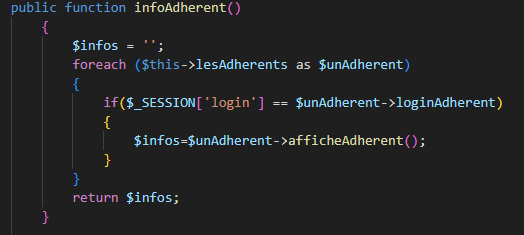 public function infoAdherent()
{
$infos = '';
foreach ($this->lesAdherents as $unAdherent)
{
if($_SESSION['login'] == $unAdherent->loginAdherent)
{
$infos=$unAdherent->afficheAdherent();
}
}
return $infos;
}